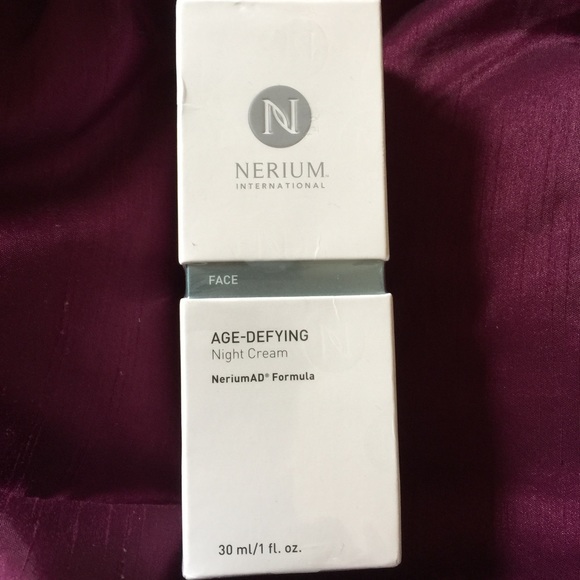 N
NERIUM
INTERNATIONAL
FACE
AGE-DEFYING
Night Cream
NeriumAD® Formula
30 ml/1 fl. oz.